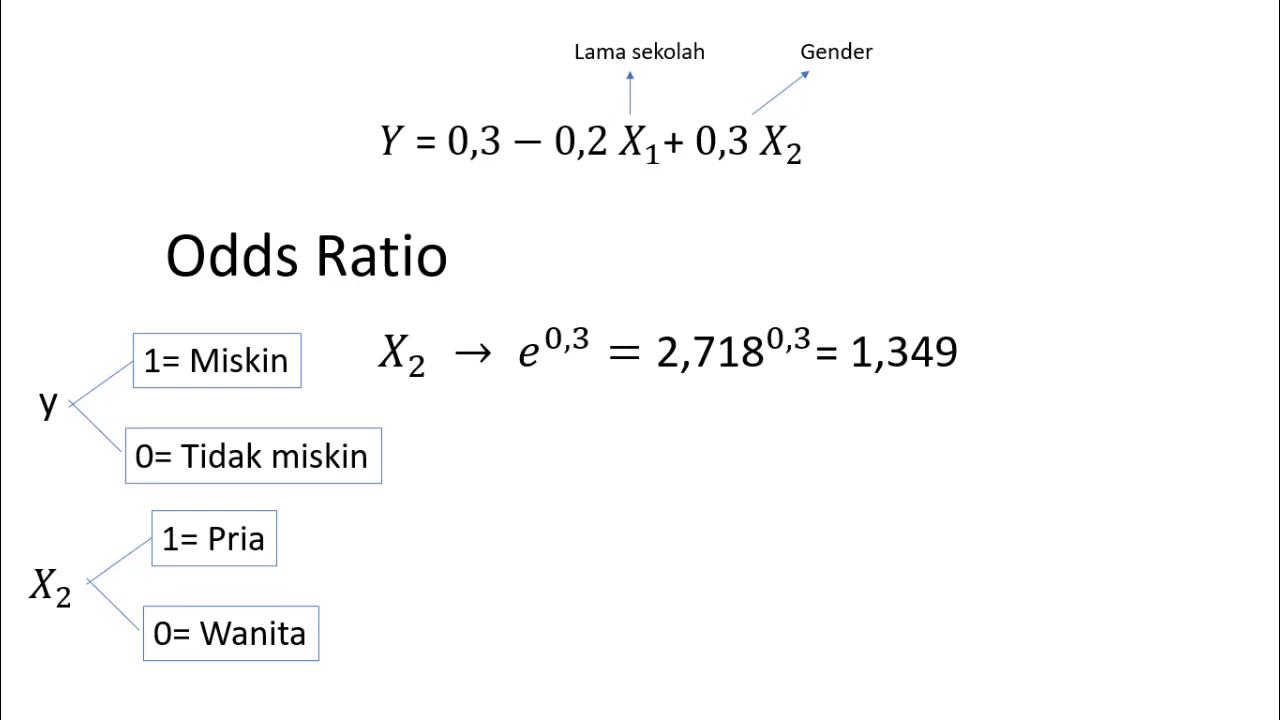 Lama sekolah
Gender
Y = 0,3 − 0,2 X₁+ 0,3 X₂
Odds Ratio
X₂ → e^0,3 = 2,718^0,3= 1,349
y
1= Miskin
0= Tidak miskin
X₂
1= Pria
0= Wanita